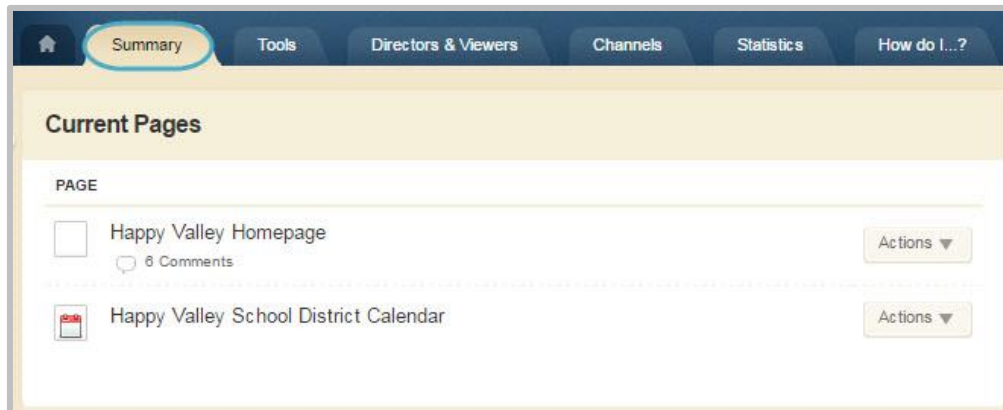 Summary Tools Directors & Viewers Channels Statistics How do I...?
Current Pages
PAGE
Happy Valley Homepage
6 Comments
Actions
Happy Valley School District Calendar
Actions